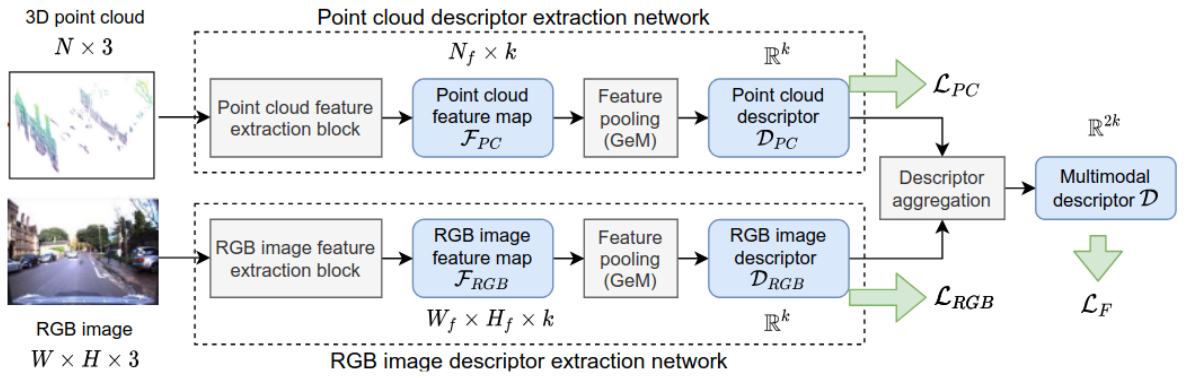 3D point cloud
N × 3
Point cloud descriptor extraction network
N_f × k
ℝ^k
Point cloud feature
extraction block
Point cloud
feature map
𝓕_PC
Feature
pooling
(GeM)
Point cloud
descriptor
𝓓_PC
𝓛_PC
ℝ^2k
Descriptor
aggregation
Multimodal
descriptor 𝓓
RGB image feature
extraction block
RGB image
feature map
𝓕_RGB
Feature
pooling
(GeM)
RGB image
descriptor
𝓓_RGB
𝓛_RGB
𝓛_F
RGB image
W × H × 3
W_f × H_f × k
ℝ^k
RGB image descriptor extraction network